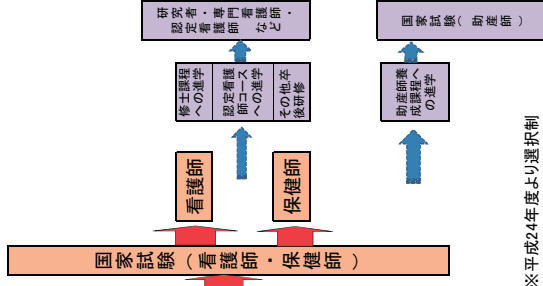 研究者・専門看護師・
認定看護師　など
国家試験（助産師）
修士課程
への進学
認定看護
師コース
への進学
その他,卒
後研修
助産師養
成課程へ
の進学
看護師
保健師
国家試験（看護師・保健師）
※平成24年度より選択制